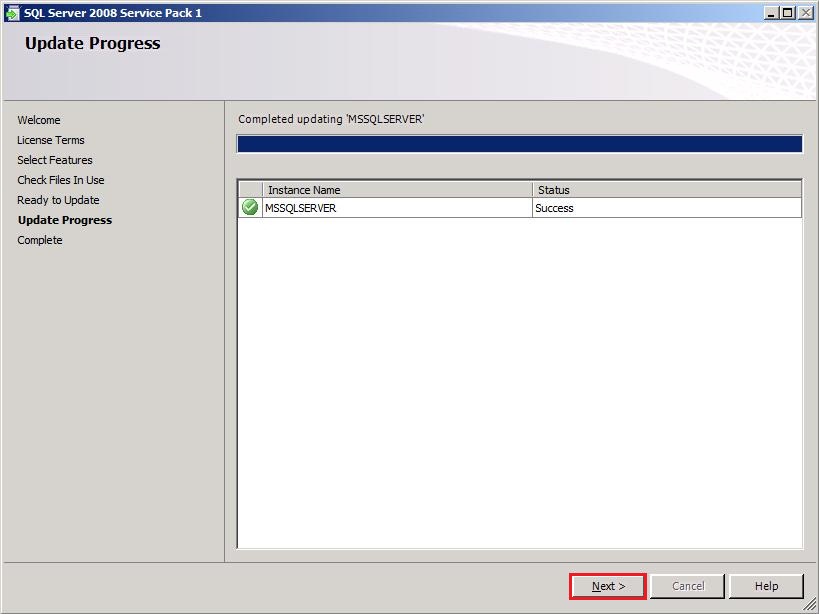 SQL Server 2008 Service Pack 1
Update Progress
Welcome
License Terms
Select Features
Check Files In Use
Ready to Update
Update Progress
Complete
Completed updating 'MSSQLSERVER'
Instance Name Status
MSSQLSERVER Success
Next > Cancel Help